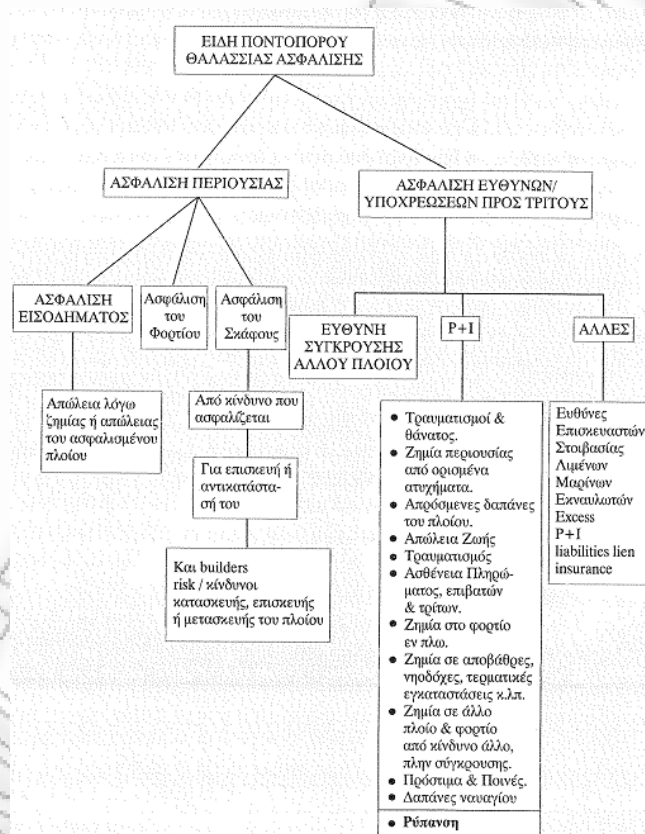 ΕΙΔΗ ΠΟΝΤΟΠΟΡΟΥ
ΘΑΛΑΣΣΙΑΣ ΑΣΦΑΛΙΣΗΣ
ΑΣΦΑΛΙΣΗ ΠΕΡΙΟΥΣΙΑΣ
ΑΣΦΑΛΙΣΗ ΕΥΘΥΝΩΝ/
ΥΠΟΧΡΕΩΣΕΩΝ ΠΡΟΣ ΤΡΙΤΟΥΣ
ΑΣΦΑΛΙΣΗ
ΕΙΣΟΔΗΜΑΤΟΣ
Ασφάλιση
του
Φορτίου
Ασφάλιση
του
Σκάφους
ΕΥΘΥΝΗ
ΣΥΓΚΡΟΥΣΗΣ
ΑΛΛΟΥ ΠΛΟΙΟΥ
P+I
ΑΛΛΕΣ
Απώλεια λόγω
ζημίας ή απώλειας
του ασφαλισμένου
πλοίου
Από κίνδυνο που
ασφαλίζεται
Για επισκευή ή
αντικατάστα-
σή του
Και builders
risk / κίνδυνοι
κατασκευής, επισκευής
ή μετασκευής του πλοίου
• Τραυματισμοί &
θάνατος.
• Ζημία περιουσίας
από ορισμένα
ατυχήματα.
• Απρόσμενες δαπάνες
του πλοίου.
• Απώλεια Ζωής
• Τραυματισμός
• Ασθένεια Πληρώ-
ματος, επιβατών
& τρίτων.
• Ζημία στο φορτίο
εν πλω.
• Ζημία σε αποβάθρες,
νηοδόχες, τερματικές
εγκαταστάσεις κ.λπ.
• Ζημία σε άλλο
πλοίο & φορτίο
από κίνδυνο άλλο,
πλην σύγκρουσης.
• Πρόστιμα & Ποινές.
• Δαπάνες ναυαγίου
• Ρύπανση
Ευθύνες
Επισκευαστών
Στοιβασίας
Λιμένων
Μαρίνων
Εκναυλωτών
Excess
P+I
liabilities lien
insurance